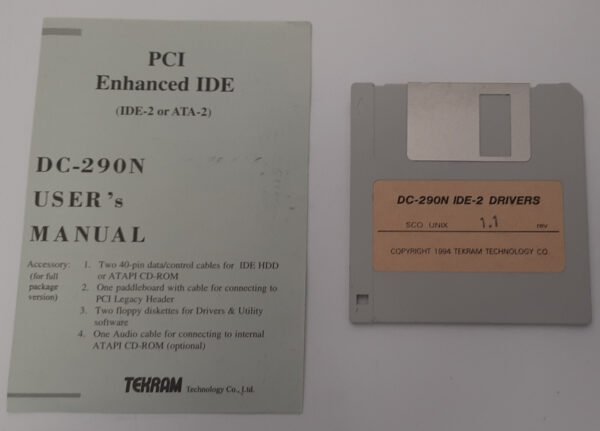 PCI
Enhanced IDE
(IDE-2 or ATA-2)
DC-290N
USER's
MANUAL
Accessory: 1. Two 40-pin data/control cables for IDE HDD
(for full or ATAPI CD-ROM
package 2. One paddleboard with cable for connecting to
version) PCI Legacy Header
3. Two floppy diskettes for Drivers & Utility
software
4. One Audio cable for connecting to internal
ATAPI CD-ROM (optional)
TEKRAM Technology Co., Ltd.
DC-290N IDE-2 DRIVERS
SCO UNIX 1.1 rev
COPYRIGHT 1994 TEKRAM TECHNOLOGY CO.